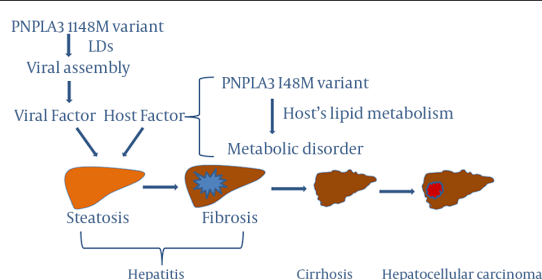 PNPLA3 1148M variant
LDs
Viral assembly
Viral Factor Host Factor
PNPLA3 I48M variant
Host's lipid metabolism
Metabolic disorder
Steatosis
Fibrosis
Hepatitis
Cirrhosis
Hepatocellular carcinoma